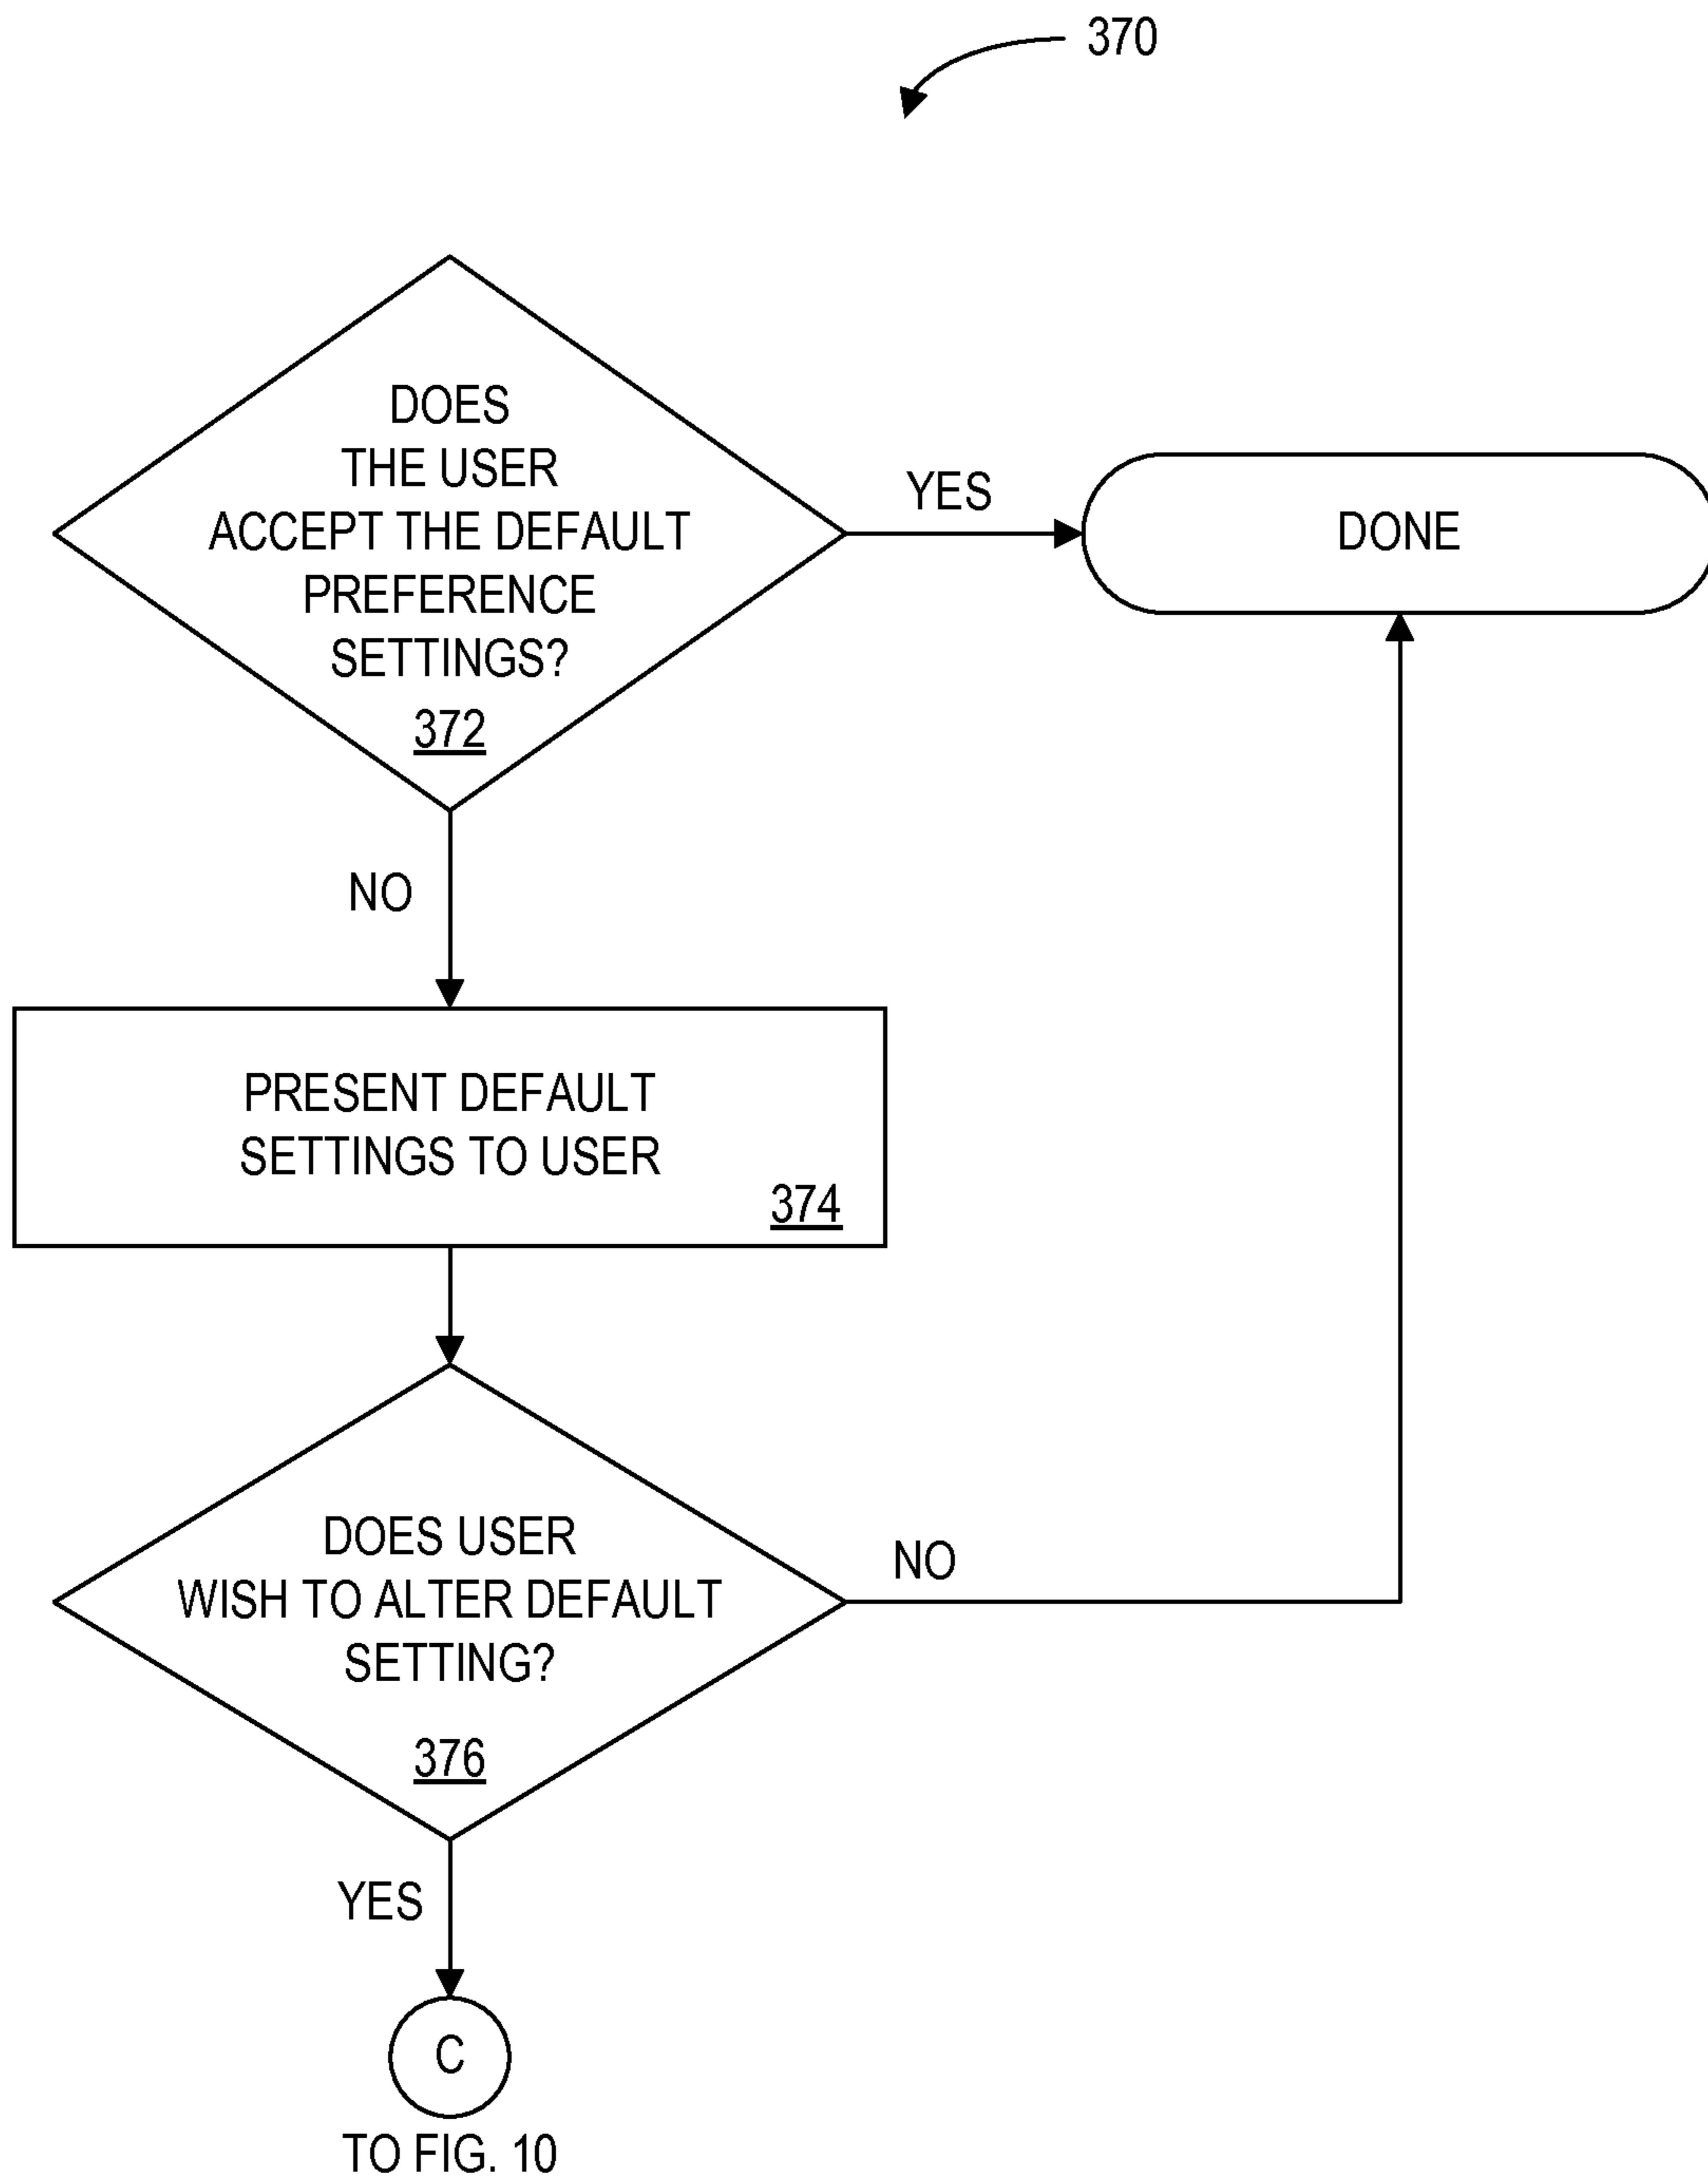 370
DOES
THE USER
ACCEPT THE DEFAULT
PREFERENCE
SETTINGS?
372
YES
DONE
NO
PRESENT DEFAULT
SETTINGS TO USER
374
DOES USER
WISH TO ALTER DEFAULT
SETTING?
376
NO
YES
C
TO FIG. 10